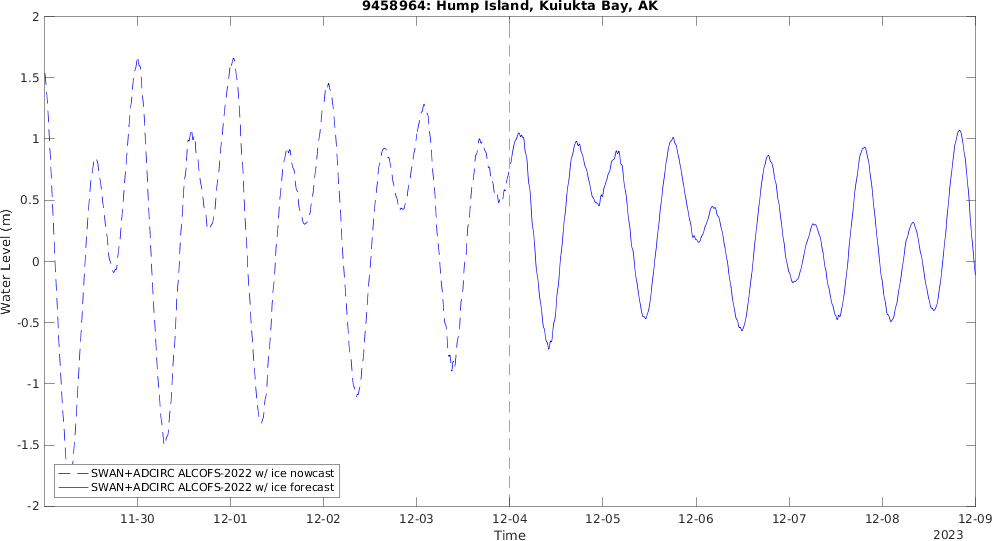 9458964: Hump Island, Kuiukta Bay, AK
2
1.5
1
0.5
0
-0.5
-1
-1.5
-2
Water Level (m)
SWAN+ADCIRC ALCOFS-2022 w/ ice nowcast
SWAN+ADCIRC ALCOFS-2022 w/ ice forecast
11-30 12-01 12-02 12-03 12-04 12-05 12-06 12-07 12-08 12-09
Time
2023